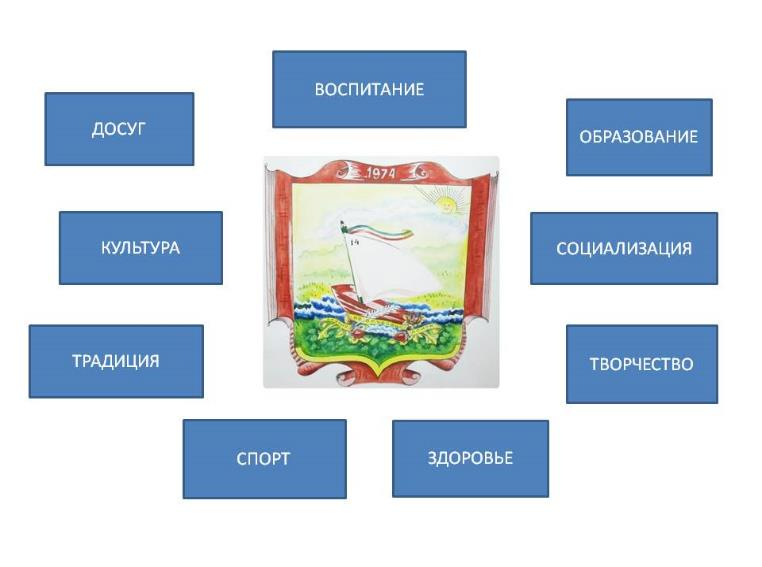 ВОСПИТАНИЕ
ДОСУГ
ОБРАЗОВАНИЕ
1974
КУЛЬТУРА
14
СОЦИАЛИЗАЦИЯ
ТРАДИЦИЯ
ТВОРЧЕСТВО
СПОРТ
ЗДОРОВЬЕ